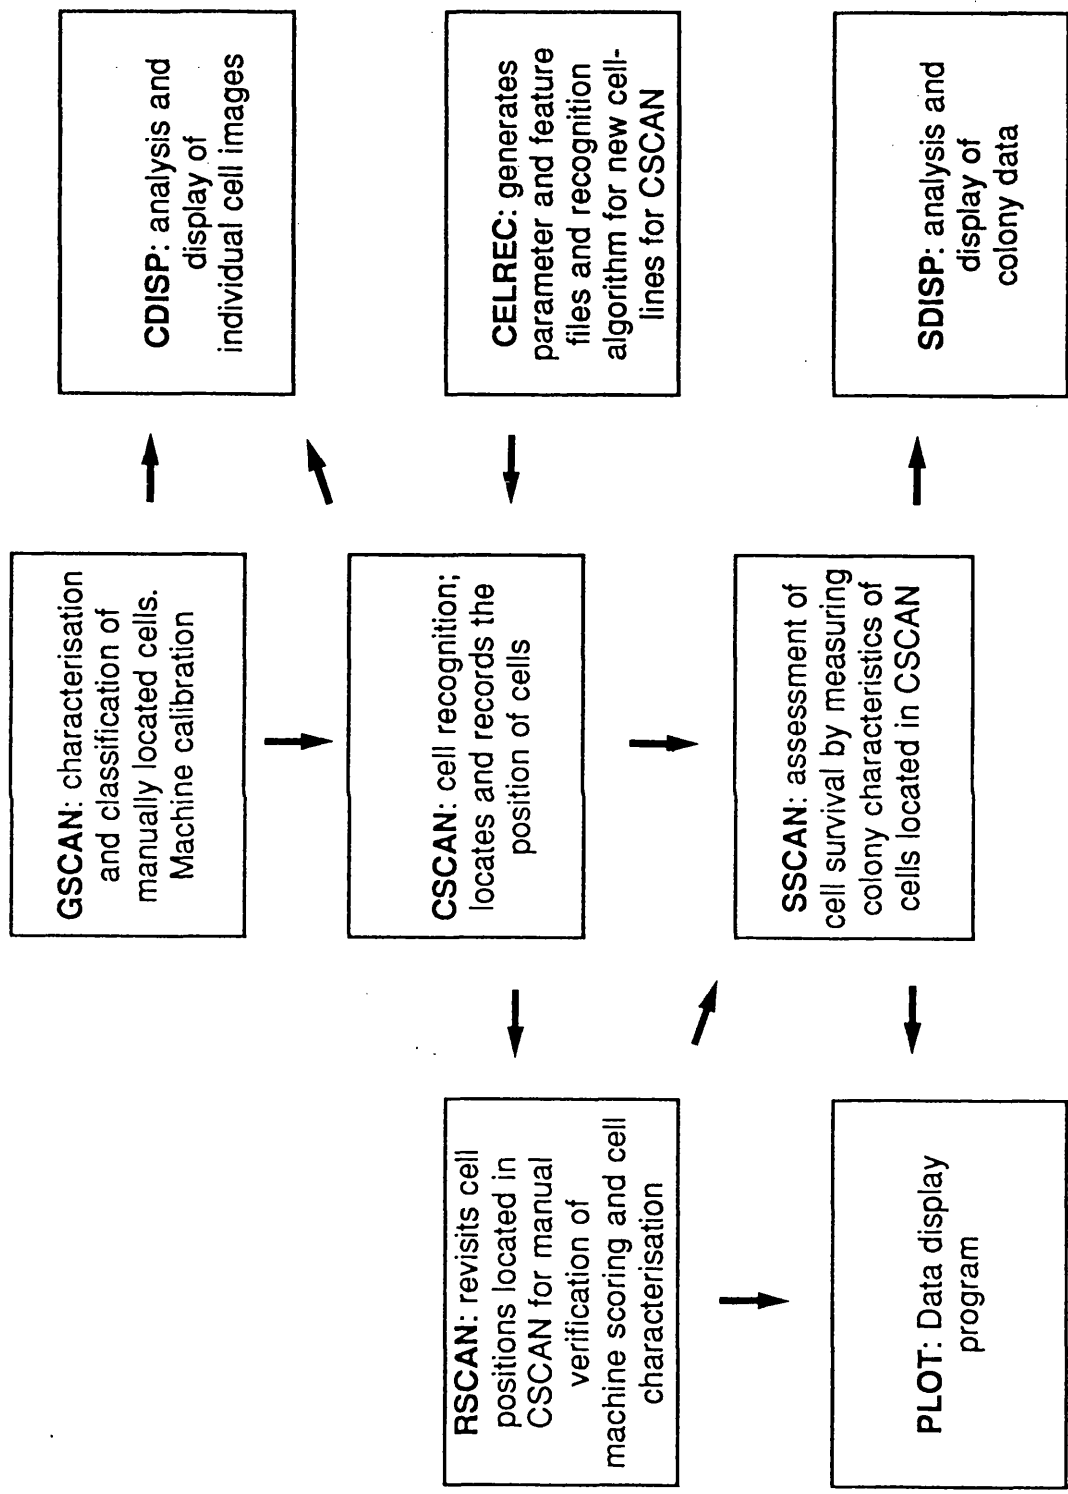 GSCAN: characterisation
and classification of
manually located cells.
Machine calibration
CDISP: analysis and
display of
individual cell images
RSCAN: revisits cell
positions located in
CSCAN for manual
verification of
machine scoring and cell
characterisation
CSCAN: cell recognition;
locates and records the
position of cells
CELREC: generates
parameter and feature
files and recognition
algorithm for new cell-
lines for CSCAN
PLOT: Data display
program
SSCAN: assessment of
cell survival by measuring
colony characteristics of
cells located in CSCAN
SDISP: analysis and
display of
colony data